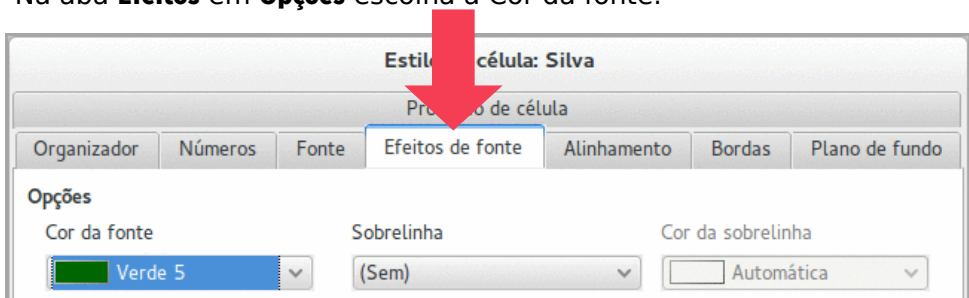 Na aba Efeitos em Opções escolha a Cor da fonte.
célula: Silva
de célula
Organizador Números Fonte Efeitos de fonte Alinhamento Bordas Plano de fundo
Opções
Cor da fonte Sobrelinha Cor da sobrelinha
Verde 5 (Sem) Automática